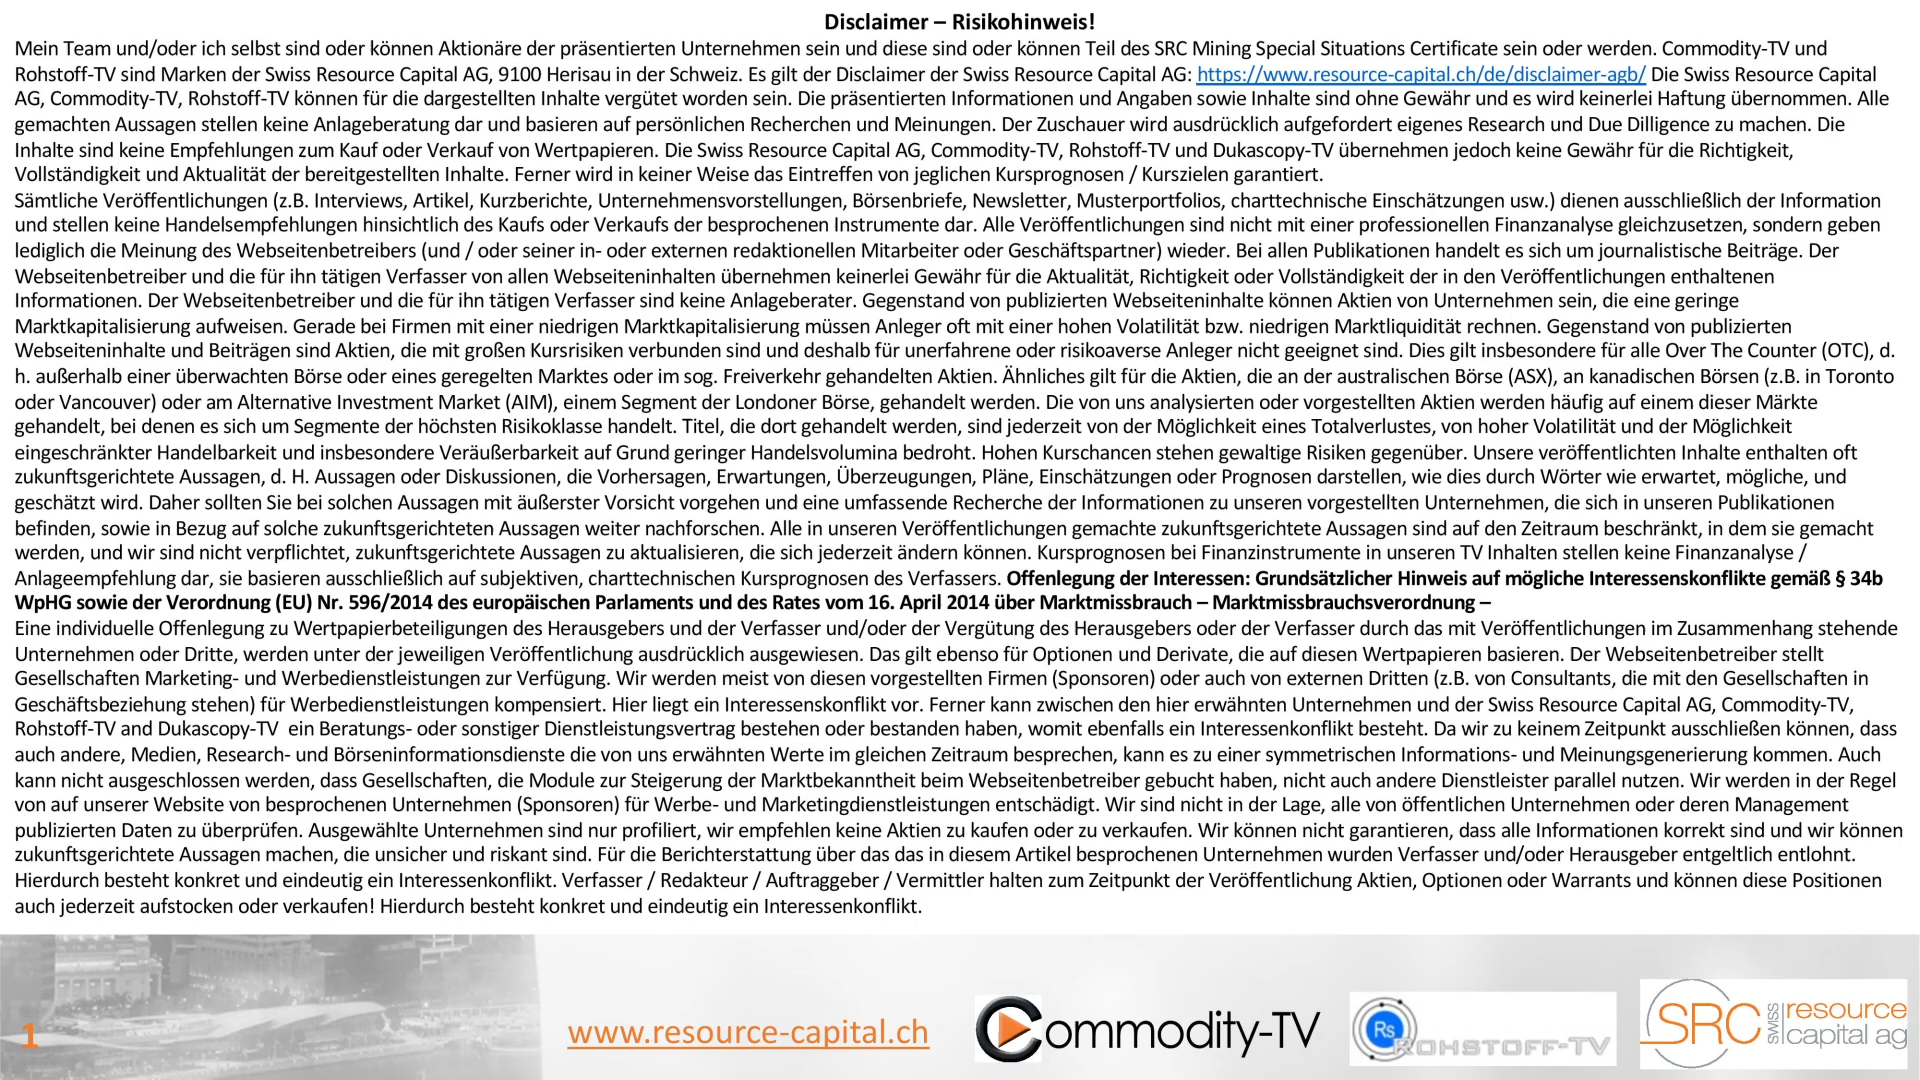 Disclaimer – Risikohinweis!
Mein Team und/oder ich selbst sind oder können Aktionäre der präsentierten Unternehmen sein und diese sind oder können Teil des SRC Mining Special Situations Certificate sein oder werden. Commodity-TV und
Rohstoff-TV sind Marken der Swiss Resource Capital AG, 9100 Herisau in der Schweiz. Es gilt der Disclaimer der Swiss Resource Capital AG: https://www.resource-capital.ch/de/disclaimer-agb/ Die Swiss Resource Capital
AG, Commodity-TV, Rohstoff-TV können für die dargestellten Inhalte vergütet worden sein. Die präsentierten Informationen und Angaben sowie Inhalte sind ohne Gewähr und es wird keinerlei Haftung übernommen. Alle
gemachten Aussagen stellen keine Anlageberatung dar und basieren auf persönlichen Recherchen und Meinungen. Der Zuschauer wird ausdrücklich aufgefordert eigenes Research und Due Dilligence zu machen. Die
Inhalte sind keine Empfehlungen zum Kauf oder Verkauf von Wertpapieren. Die Swiss Resource Capital AG, Commodity-TV, Rohstoff-TV und Dukascopy-TV übernehmen jedoch keine Gewähr für die Richtigkeit,
Vollständigkeit und Aktualität der bereitgestellten Inhalte. Ferner wird in keiner Weise das Eintreffen von jeglichen Kursprognosen / Kurszielen garantiert.
Sämtliche Veröffentlichungen (z.B. Interviews, Artikel, Kurzberichte, Unternehmensvorstellungen, Börsenbriefe, Newsletter, Musterportfolios, charttechnische Einschätzungen usw.) dienen ausschließlich der Information
und stellen keine Handelsempfehlungen hinsichtlich des Kaufs oder Verkaufs der besprochenen Instrumente dar. Alle Veröffentlichungen sind nicht mit einer professionellen Finanzanalyse gleichzusetzen, sondern geben
lediglich die Meinung des Webseitenbetreibers (und / oder seiner in- oder externen redaktionellen Mitarbeiter oder Geschäftspartner) wieder. Bei allen Publikationen handelt es sich um journalistische Beiträge. Der
Webseitenbetreiber und die für ihn tätigen Verfasser von allen Webseiteninhalten übernehmen keinerlei Gewähr für die Aktualität, Richtigkeit oder Vollständigkeit der in den Veröffentlichungen enthaltenen
Informationen. Der Webseitenbetreiber und die für ihn tätigen Verfasser sind keine Anlageberater. Gegenstand von publizierten Webseiteninhalte können Aktien von Unternehmen sein, die eine geringe
Marktkapitalisierung aufweisen. Gerade bei Firmen mit einer niedrigen Marktkapitalisierung müssen Anleger oft mit einer hohen Volatilität bzw. niedrigen Marktliquidität rechnen. Gegenstand von publizierten
Webseiteninhalte und Beiträgen sind Aktien, die mit großen Kursrisiken verbunden sind und deshalb für unerfahrene oder risikoaverse Anleger nicht geeignet sind. Dies gilt insbesondere für alle Over The Counter (OTC), d.
h. außerhalb einer überwachten Börse oder eines geregelten Marktes oder im sog. Freiverkehr gehandelten Aktien. Ähnliches gilt für die Aktien, die an der australischen Börse (ASX), an kanadischen Börsen (z.B. in Toronto
oder Vancouver) oder am Alternative Investment Market (AIM), einem Segment der Londoner Börse, gehandelt werden. Die von uns analysierten oder vorgestellten Aktien werden häufig auf einem dieser Märkte
gehandelt, bei denen es sich um Segmente der höchsten Risikoklasse handelt. Titel, die dort gehandelt werden, sind jederzeit von der Möglichkeit eines Totalverlustes, von hoher Volatilität und der Möglichkeit
eingeschränkter Handelbarkeit und insbesondere Veräußerbarkeit auf Grund geringer Handelsvolumina bedroht. Hohen Kurschancen stehen gewaltige Risiken gegenüber. Unsere veröffentlichten Inhalte enthalten oft
zukunftsgerichtete Aussagen, d. H. Aussagen oder Diskussionen, die Vorhersagen, Erwartungen, Überzeugungen, Pläne, Einschätzungen oder Prognosen darstellen, wie dies durch Wörter wie erwartet, mögliche, und
geschätzt wird. Daher sollten Sie bei solchen Aussagen mit äußerster Vorsicht vorgehen und eine umfassende Recherche der Informationen zu unseren vorgestellten Unternehmen, die sich in unseren Publikationen
befinden, sowie in Bezug auf solche zukunftsgerichteten Aussagen weiter nachforschen. Alle in unseren Veröffentlichungen gemachte zukunftsgerichtete Aussagen sind auf den Zeitraum beschränkt, in dem sie gemacht
werden, und wir sind nicht verpflichtet, zukunftsgerichtete Aussagen zu aktualisieren, die sich jederzeit ändern können. Kursprognosen bei Finanzinstrumente in unseren TV Inhalten stellen keine Finanzanalyse /
Anlageempfehlung dar, sie basieren ausschließlich auf subjektiven, charttechnischen Kursprognosen des Verfassers. Offenlegung der Interessen: Grundsätzlicher Hinweis auf mögliche Interessenskonflikte gemäß § 34b
WpHG sowie der Verordnung (EU) Nr. 596/2014 des europäischen Parlaments und des Rates vom 16. April 2014 über Marktmissbrauch – Marktmissbrauchsverordnung –
Eine individuelle Offenlegung zu Wertpapierbeteiligungen des Herausgebers und der Verfasser und/oder der Vergütung des Herausgebers oder der Verfasser durch das mit Veröffentlichungen im Zusammenhang stehende
Unternehmen oder Dritte, werden unter der jeweiligen Veröffentlichung ausdrücklich ausgewiesen. Das gilt ebenso für Optionen und Derivate, die auf diesen Wertpapieren basieren. Der Webseitenbetreiber stellt
Gesellschaften Marketing- und Werbedienstleistungen zur Verfügung. Wir werden meist von diesen vorgestellten Firmen (Sponsoren) oder auch von externen Dritten (z.B. von Consultants, die mit den Gesellschaften in
Geschäftsbeziehung stehen) für Werbedienstleistungen kompensiert. Hier liegt ein Interessenskonflikt vor. Ferner kann zwischen den hier erwähnten Unternehmen und der Swiss Resource Capital AG, Commodity-TV,
Rohstoff-TV and Dukascopy-TV  ein Beratungs- oder sonstiger Dienstleistungsvertrag bestehen oder bestanden haben, womit ebenfalls ein Interessenkonflikt besteht. Da wir zu keinem Zeitpunkt ausschließen können, dass
auch andere, Medien, Research- und Börseninformationsdienste die von uns erwähnten Werte im gleichen Zeitraum besprechen, kann es zu einer symmetrischen Informations- und Meinungsgenerierung kommen. Auch
kann nicht ausgeschlossen werden, dass Gesellschaften, die Module zur Steigerung der Marktbekanntheit beim Webseitenbetreiber gebucht haben, nicht auch andere Dienstleister parallel nutzen. Wir werden in der Regel
von auf unserer Website von besprochenen Unternehmen (Sponsoren) für Werbe- und Marketingdienstleistungen entschädigt. Wir sind nicht in der Lage, alle von öffentlichen Unternehmen oder deren Management
publizierten Daten zu überprüfen. Ausgewählte Unternehmen sind nur profiliert, wir empfehlen keine Aktien zu kaufen oder zu verkaufen. Wir können nicht garantieren, dass alle Informationen korrekt sind und wir können
zukunftsgerichtete Aussagen machen, die unsicher und riskant sind. Für die Berichterstattung über das das in diesem Artikel besprochenen Unternehmen wurden Verfasser und/oder Herausgeber entgeltlich entlohnt.
Hierdurch besteht konkret und eindeutig ein Interessenkonflikt. Verfasser / Redakteur / Auftraggeber / Vermittler halten zum Zeitpunkt der Veröffentlichung Aktien, Optionen oder Warrants und können diese Positionen
auch jederzeit aufstocken oder verkaufen! Hierdurch besteht konkret und eindeutig ein Interessenkonflikt.
1
www.resource-capital.ch
Commodity-TV
Rs
ROHSTOFF-TV
SRC
SWISS
resource
capital ag